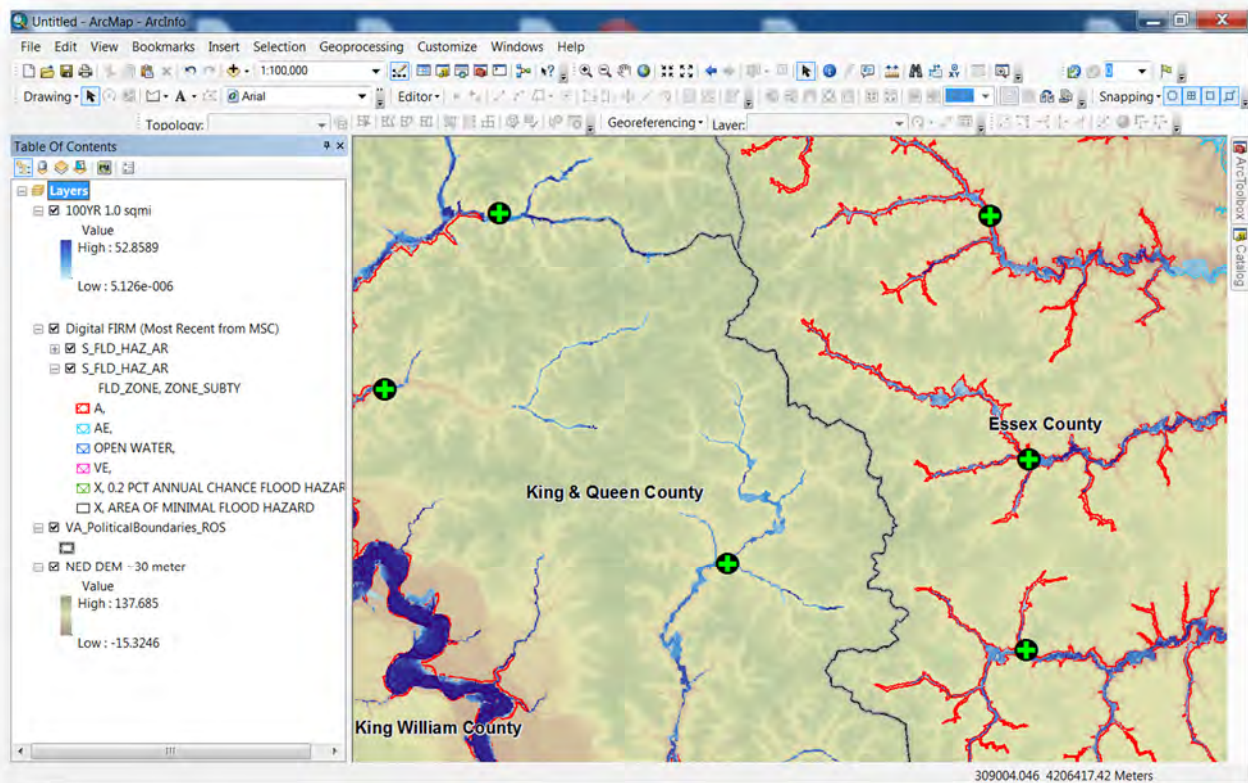 Untitled - ArcMap - ArcInfo
File Edit View Bookmarks Insert Selection Geoprocessing Customize Windows Help
1:100,000
Drawing
A
Arial
Editor
Snapping
Topology:
Georeferencing
Layer:
Table Of Contents
Layers
100YR 1.0 sqmi
Value
High : 52.8589
Low : 5.126e-006
Digital FIRM (Most Recent from MSC)
S_FLD_HAZ_AR
S_FLD_HAZ_AR
FLD_ZONE, ZONE_SUBTY
A,
AE,
OPEN WATER,
VE,
X, 0.2 PCT ANNUAL CHANCE FLOOD HAZAR
X, AREA OF MINIMAL FLOOD HAZARD
VA_PoliticalBoundaries_ROS
NED DEM ~30 meter
Value
High : 137.685
Low : -15.3246
Essex County
King & Queen County
King William County
ArcToolbox
Catalog
309004.046 4206417.42 Meters